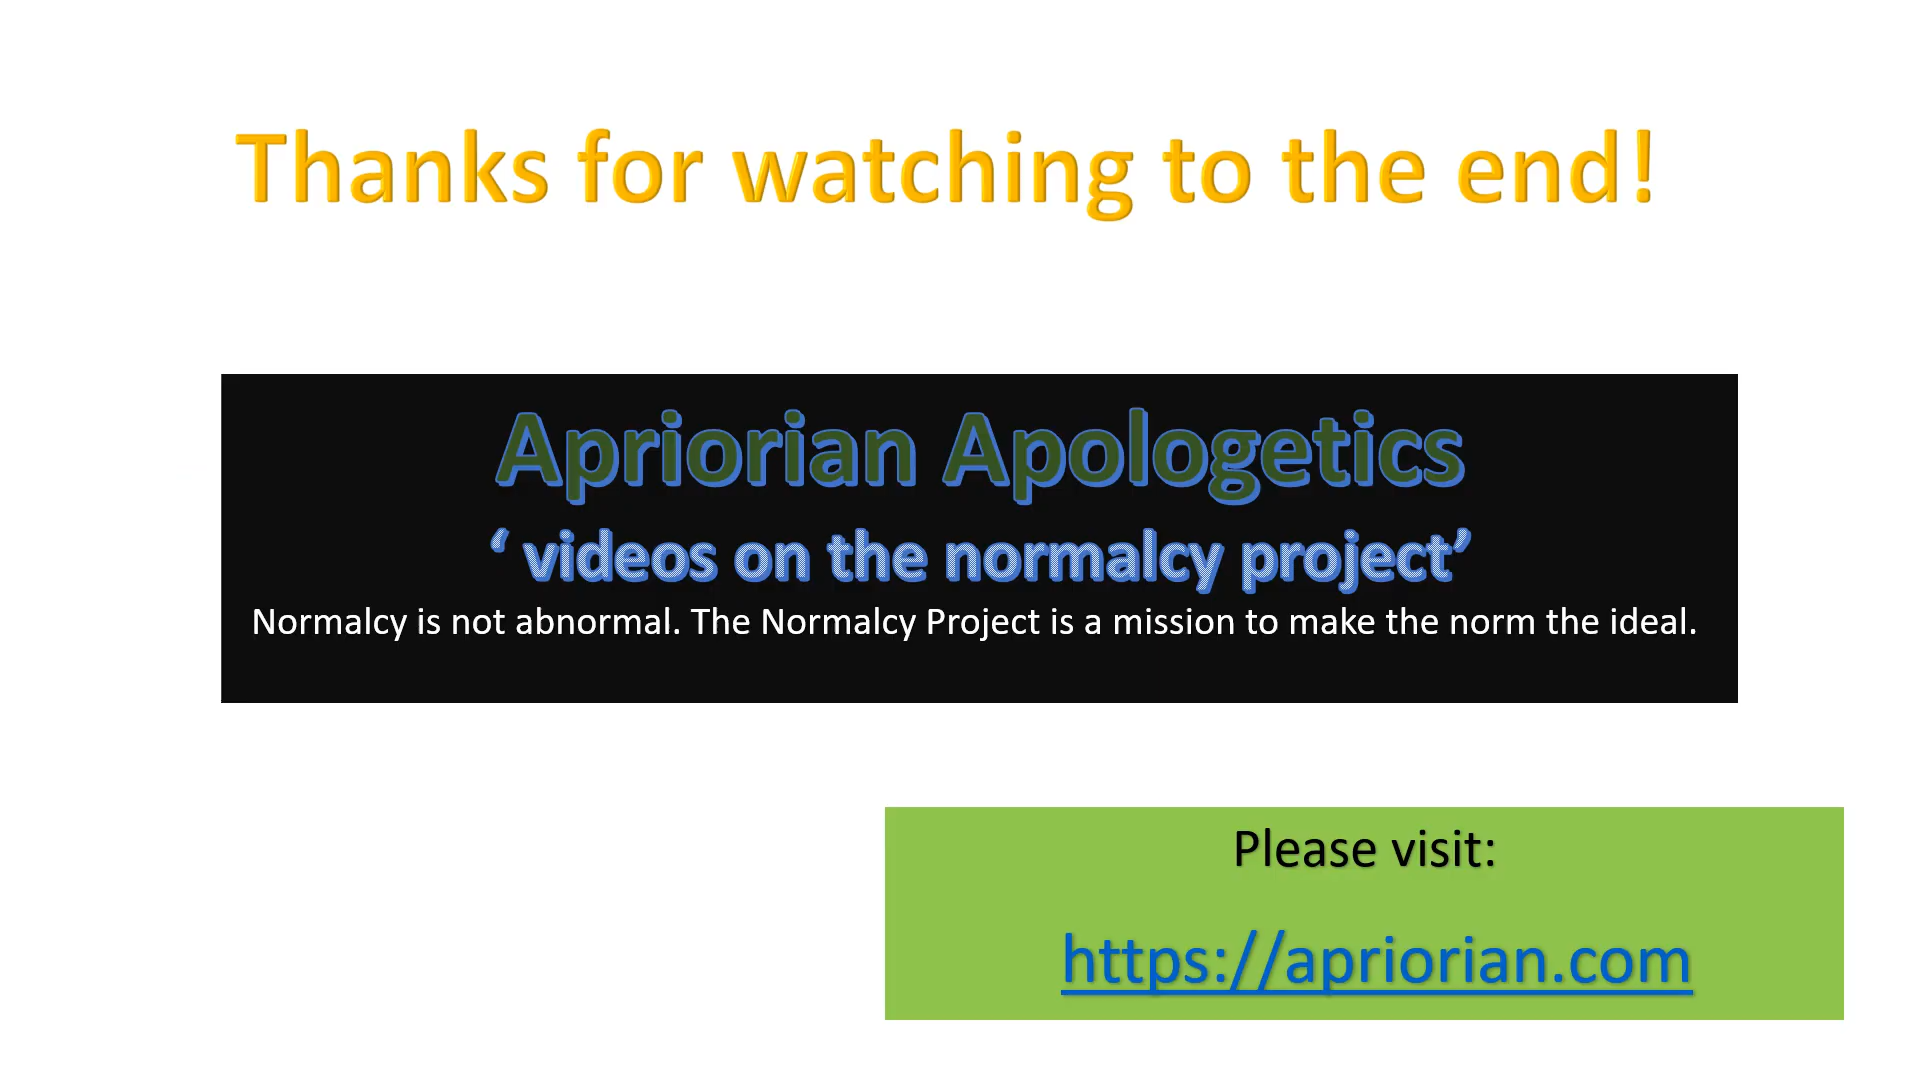 Thanks for watching to the end!
Apriorian Apologetics
‘ videos on the normalcy project’
Normalcy is not abnormal. The Normalcy Project is a mission to make the norm the ideal.
Please visit:
https://apriorian.com